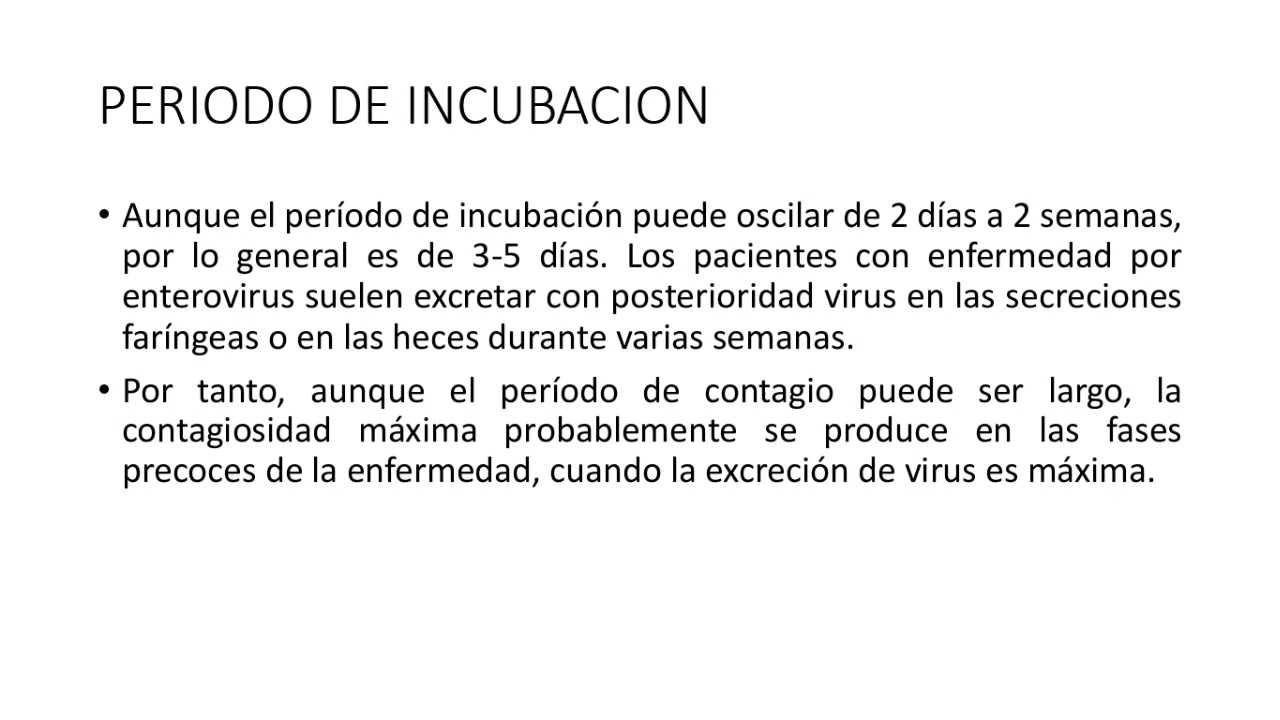 PERIODO DE INCUBACION
• Aunque el período de incubación puede oscilar de 2 días a 2 semanas,
por lo general es de 3-5 días. Los pacientes con enfermedad por
enterovirus suelen excretar con posterioridad virus en las secreciones
faríngeas o en las heces durante varias semanas.
• Por tanto, aunque el período de contagio puede ser largo, la
contagiosidad máxima probablemente se produce en las fases
precoces de la enfermedad, cuando la excreción de virus es máxima.